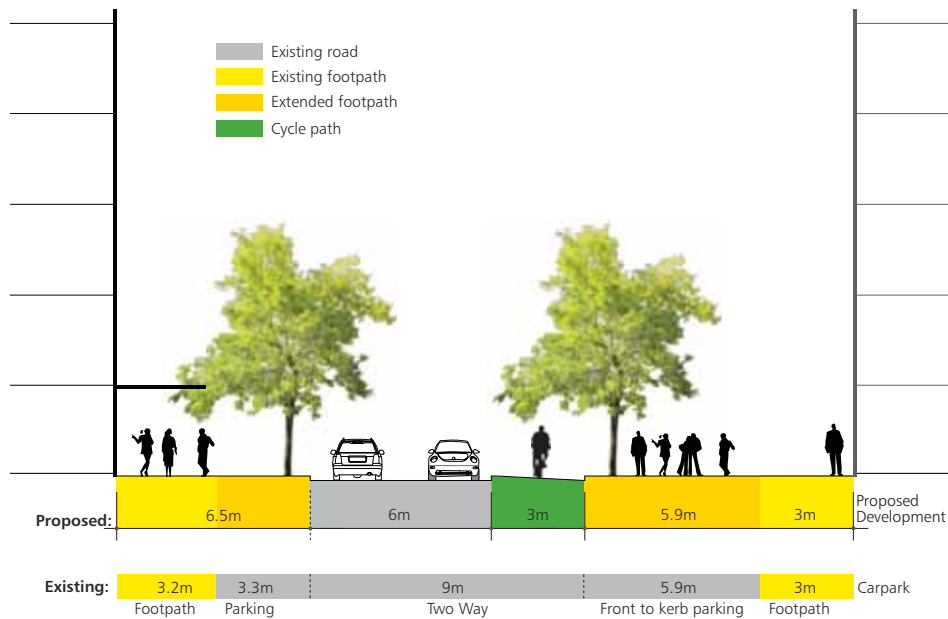 Existing road
Existing footpath
Extended footpath
Cycle path
Proposed:
6.5m
6m
3m
5.9m
3m
Proposed
Development
Existing:
3.2m
3.3m
9m
5.9m
3m
Carpark
Footpath
Parking
Two Way
Front to kerb parking
Footpath